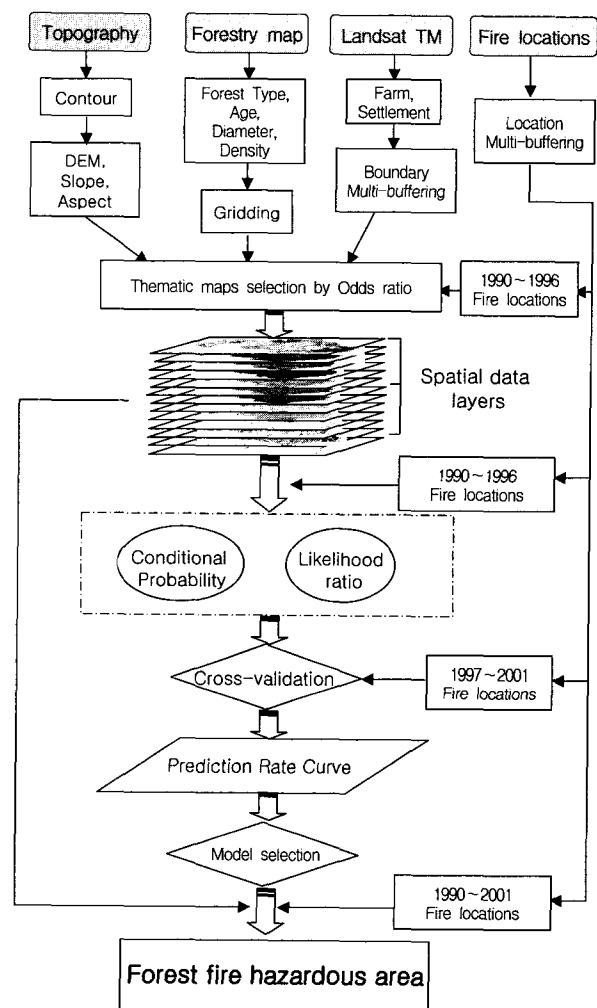 Topography
Forestry map
Landsat TM
Fire locations
Contour
Forest Type,
Age,
Diameter,
Density
Farm,
Settlement
Location
Multi-buffering
DEM,
Slope,
Aspect
Gridding
Boundary
Multi-buffering
Thematic maps selection by Odds ratio
1990~1996
Fire locations
Spatial data
layers
1990~1996
Fire locations
Conditional
Probability
Likelihood
ratio
Cross-validation
1997~2001
Fire locations
Prediction Rate Curve
Model selection
1990~2001
Fire locations
Forest fire hazardous area